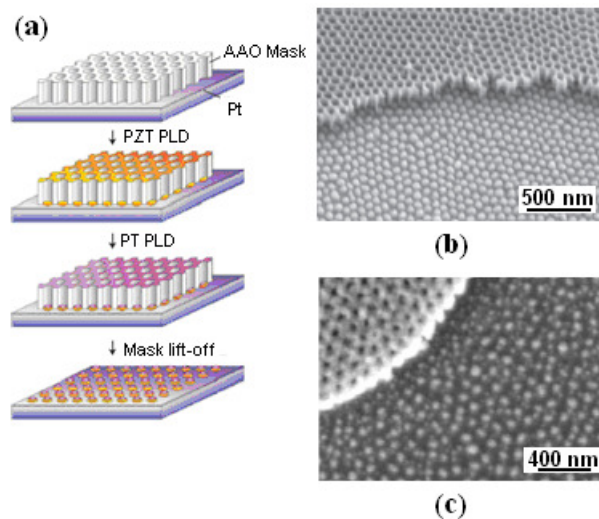 (a)
AAO Mask
Pt
PZT PLD
PT PLD
Mask lift-off
500 nm
(b)
400 nm
(c)